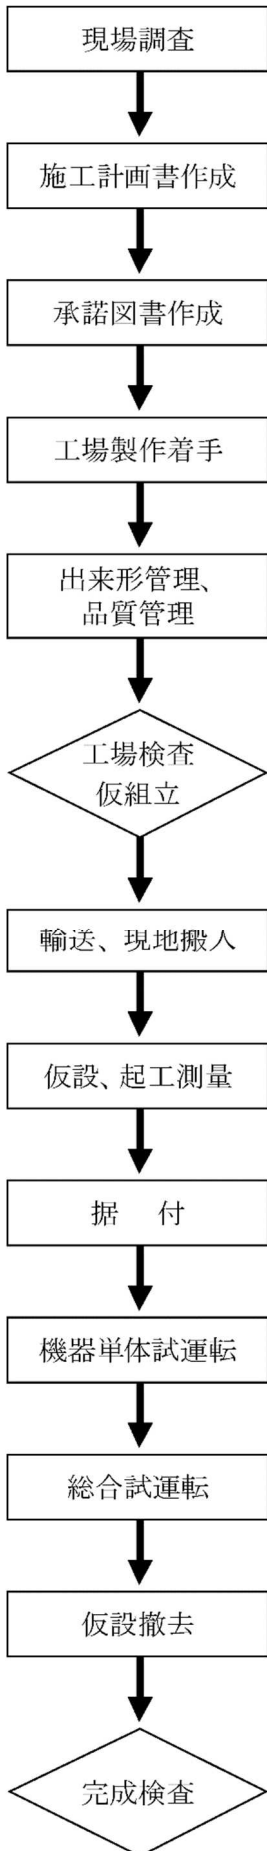 現場調査
施工計画書作成
承諾図書作成
工場製作着手
出来形管理、
品質管理
工場検査
仮組立
輸送、現地搬入
仮設、起工測量
据　付
機器単体試運転
総合試運転
仮設撤去
完成検査